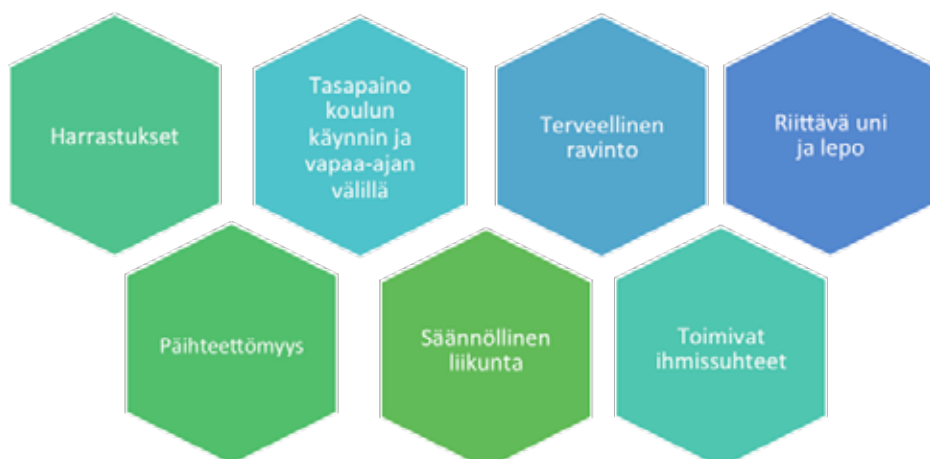 Harrastukset
Tasapaino
koulun
käynnin ja
vapaa-ajan
välillä
Terveellinen
ravinto
Riittävä uni
ja lepo
Päihteettömyys
Säännöllinen
liikunta
Toimivat
ihmissuhteet